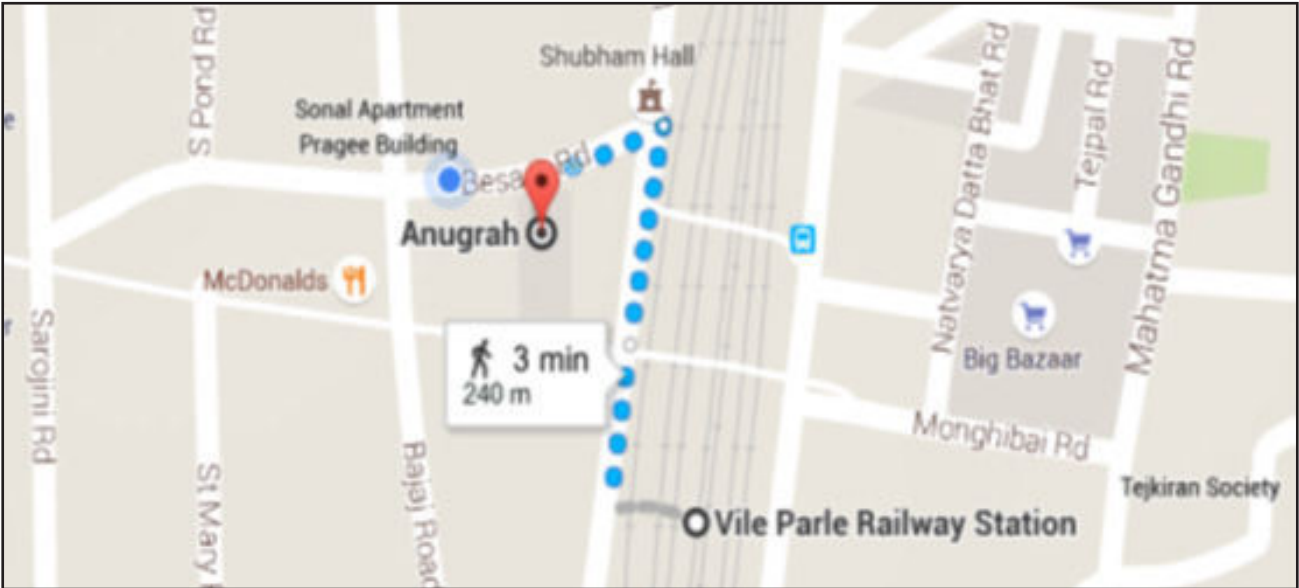 S Pond Rd
Shubham Hall
Sonal Apartment
Pragee Building
Natvarya Datta Bhat Rd
Tejpal Rd
Mahatma Gandhi Rd
Rd
Anugrah
McDonalds
3 min
240 m
Big Bazaar
Sarojini Rd
Monghibai Rd
St Mary
Bajaj Road
Tejkiran Society
Vile Parle Railway Station